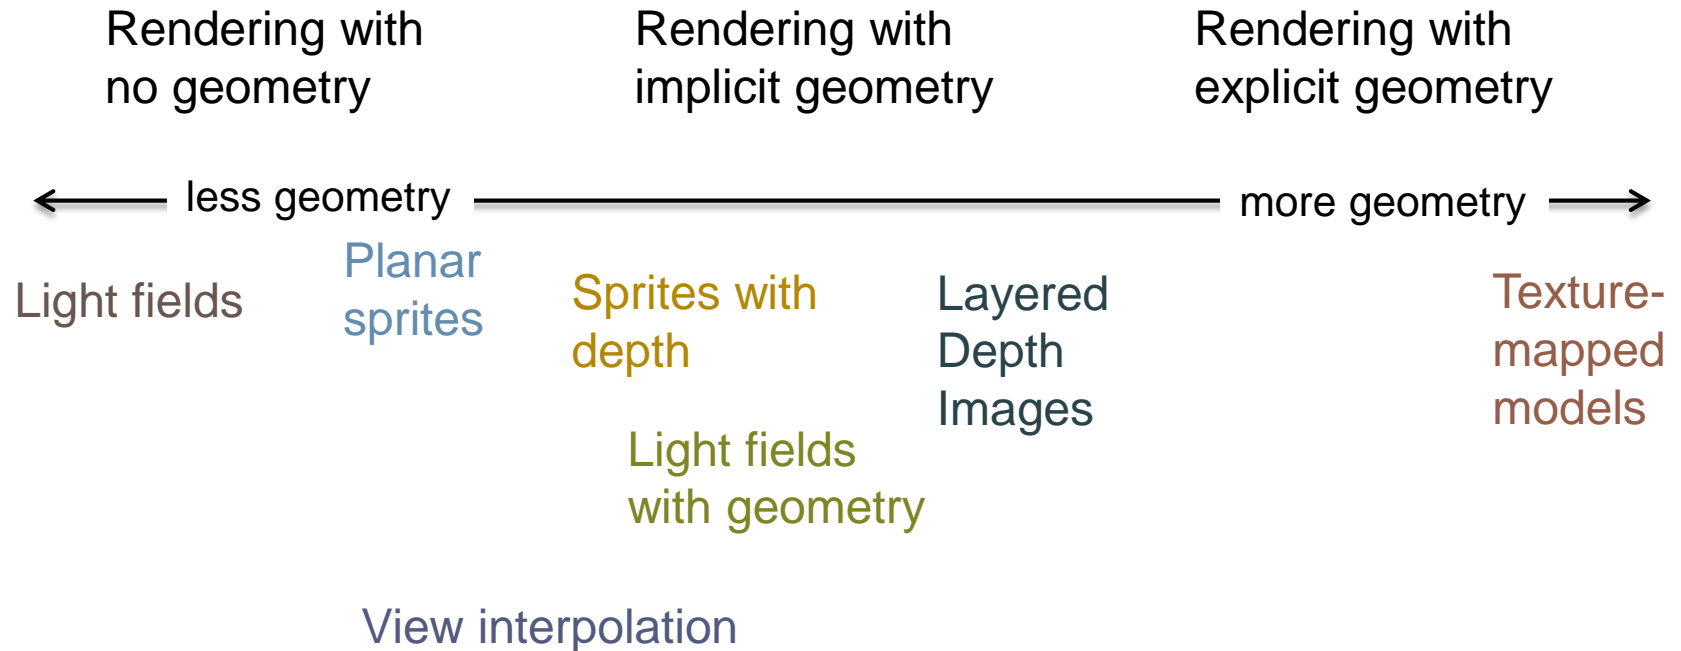 Rendering with
no geometry
Rendering with
implicit geometry
Rendering with
explicit geometry
less geometry
more geometry
Light fields
Planar
sprites
Sprites with
depth
Layered
Depth
Images
Texture-
mapped
models
Light fields
with geometry
View interpolation